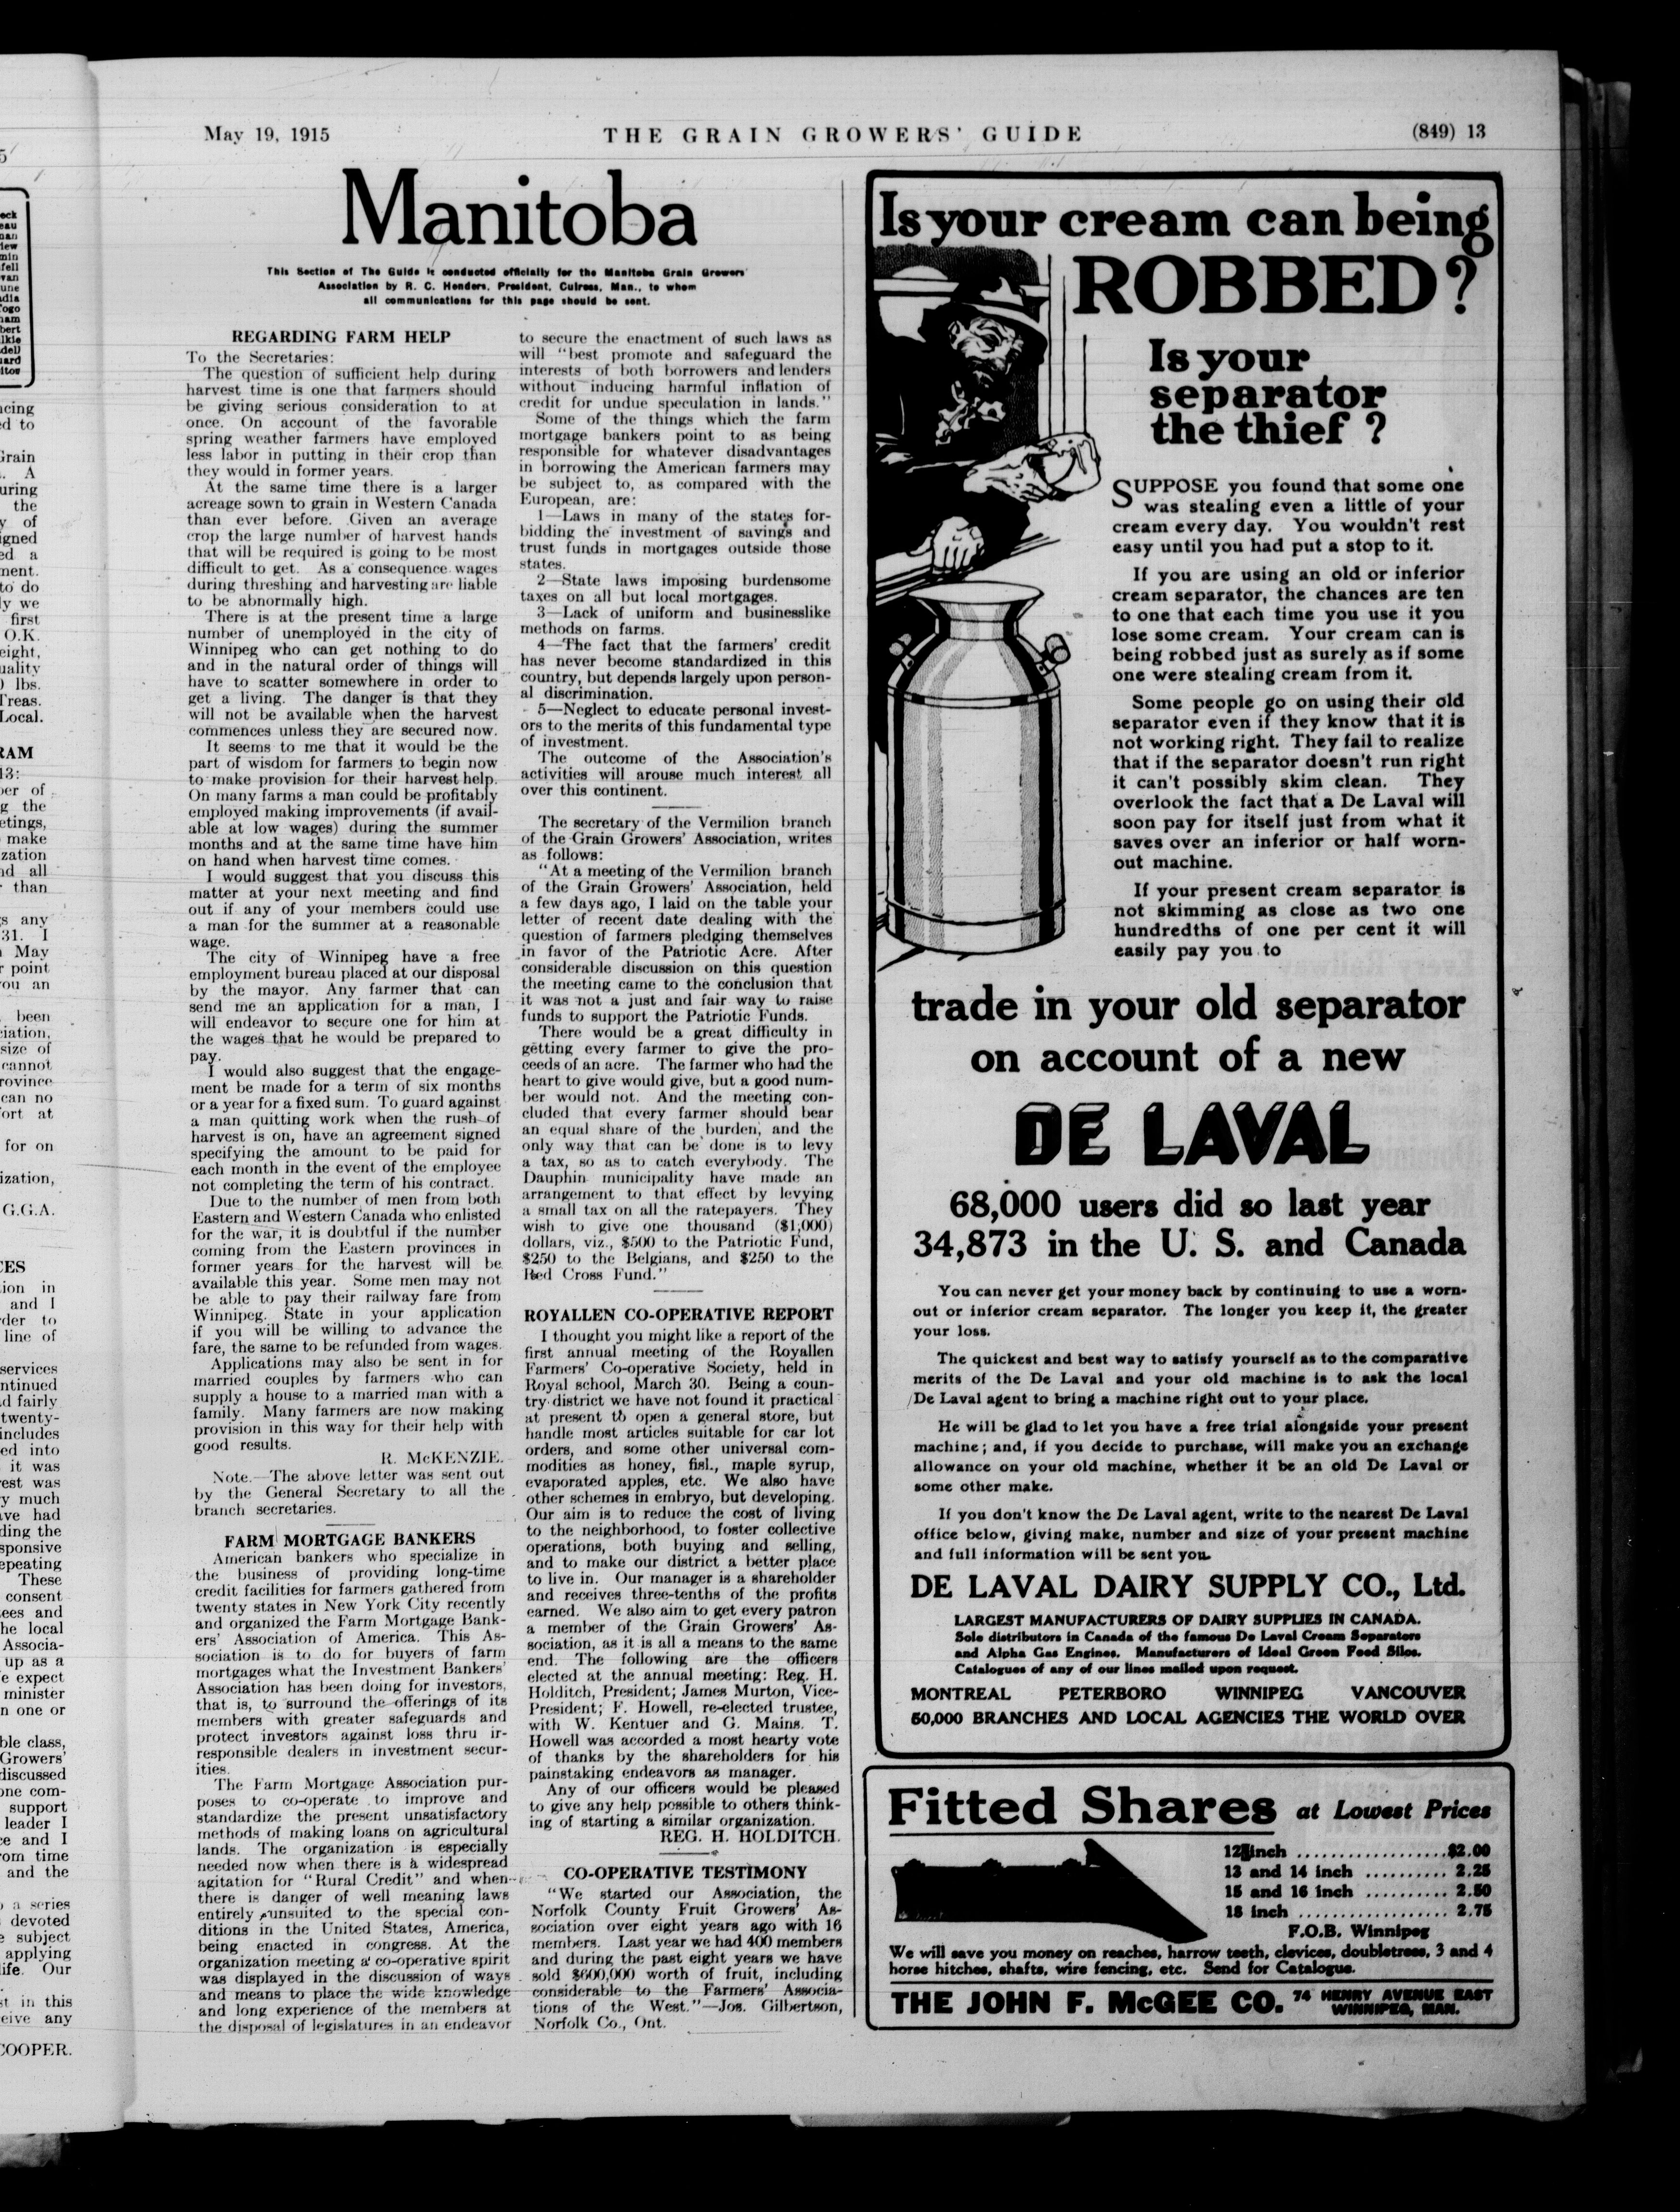 May 19, 1915
THE GRAIN GROWERS' GUIDE
(849) 13
Manitoba
This Section of The Guide is conducted officially for the Manitoba Grain Growers'
Association by R. C. Henders, President, Culross, Man., to whom
all communications for this page should be sent.
REGARDING FARM HELP
To the Secretaries:
The question of sufficient help during
harvest time is one that farmers should
be giving serious consideration to at
once. On account of the favorable
spring weather farmers have employed
less labor in putting in their crop than
they would in former years.
At the same time there is a larger
acreage sown to grain in Western Canada
than ever before. Given an average
crop the large number of harvest hands
that will be required is going to be most
difficult to get. As a consequence wages
during threshing and harvesting are liable
to be abnormally high.
There is at the present time a large
number of unemployed in the city of
Winnipeg who can get nothing to do
and in the natural order of things will
have to scatter somewhere in order to
get a living. The danger is that they
will not be available when the harvest
commences unless they are secured now.
It seems to me that it would be the
part of wisdom for farmers to begin now
to make provision for their harvest help.
On many farms a man could be profitably
employed making improvements (if avail-
able at low wages) during the summer
months and at the same time have him
on hand when harvest time comes.
I would suggest that you discuss this
matter at your next meeting and find
out if any of your members could use
a man for the summer at a reasonable
wage.
The city of Winnipeg have a free
employment bureau placed at our disposal
by the mayor. Any farmer that can
send me an application for a man, I
will endeavor to secure one for him at
the wages that he would be prepared to
pay.
I would also suggest that the engage-
ment be made for a term of six months
or a year for a fixed sum. To guard against
a man quitting work when the rush of
harvest is on, have an agreement signed
specifying the amount to be paid for
each month in the event of the employee
not completing the term of his contract.
Due to the number of men from both
Eastern and Western Canada who enlisted
for the war, it is doubtful if the number
coming from the Eastern provinces in
former years for the harvest will be
available this year. Some men may not
be able to pay their railway fare from
Winnipeg. State in your application
if you will be willing to advance the
fare, the same to be refunded from wages.
Applications may also be sent in for
married couples by farmers who can
supply a house to a married man with a
family. Many farmers are now making
provision in this way for their help with
good results.
R. McKENZIE.
Note.—The above letter was sent out
by the General Secretary to all the
branch secretaries.
FARM MORTGAGE BANKERS
American bankers who specialize in
the business of providing long-time
credit facilities for farmers gathered from
twenty states in New York City recently
and organized the Farm Mortgage Bank-
ers' Association of America. This As-
sociation is to do for buyers of farm
mortgages what the Investment Bankers'
Association has been doing for investors,
that is, to surround the offerings of its
members with greater safeguards and
protect investors against loss thru ir-
responsible dealers in investment secur-
ities.
The Farm Mortgage Association pur-
poses to co-operate to improve and
standardize the present unsatisfactory
methods of making loans on agricultural
lands. The organization is especially
needed now when there is a widespread
agitation for "Rural Credit" and when
there is danger of well meaning laws
entirely unsuited to the special con-
ditions in the United States, America,
being enacted in congress. At the
organization meeting a co-operative spirit
was displayed in the discussion of ways
and means to place the wide knowledge
and long experience of the members at
the disposal of legislatures in an endeavor
to secure the enactment of such laws as
will "best promote and safeguard the
interests of both borrowers and lenders
without inducing harmful inflation of
credit for undue speculation in lands."
Some of the things which the farm
mortgage bankers point to as being
responsible for whatever disadvantages
in borrowing the American farmers may
be subject to, as compared with the
European, are:
1—Laws in many of the states for-
bidding the investment of savings and
trust funds in mortgages outside those
states.
2—State laws imposing burdensome
taxes on all but local mortgages.
3—Lack of uniform and businesslike
methods on farms.
4—The fact that the farmers' credit
has never become standardized in this
country, but depends largely upon person-
al discrimination.
5—Neglect to educate personal invest-
ors to the merits of this fundamental type
of investment.
The outcome of the Association's
activities will arouse much interest all
over this continent.
The secretary of the Vermilion branch
of the Grain Growers' Association, writes
as follows:
"At a meeting of the Vermilion branch
of the Grain Growers' Association, held
a few days ago, I laid on the table your
letter of recent date dealing with the
question of farmers pledging themselves
in favor of the Patriotic Acre. After
considerable discussion on this question
the meeting came to the conclusion that
it was not a just and fair way to raise
funds to support the Patriotic Funds.
There would be a great difficulty in
getting every farmer to give the pro-
ceeds of an acre. The farmer who had the
heart to give would give, but a good num-
ber would not. And the meeting con-
cluded that every farmer should bear
an equal share of the burden, and the
only way that can be done is to levy
a tax, so as to catch everybody. The
Dauphin municipality have made an
arrangement to that effect by levying
a small tax on all the ratepayers. They
wish to give one thousand ($1,000)
dollars, viz., $500 to the Patriotic Fund,
$250 to the Belgians, and $250 to the
Red Cross Fund."
ROYALLEN CO-OPERATIVE REPORT
I thought you might like a report of the
first annual meeting of the Royallen
Farmers' Co-operative Society, held in
Royal school, March 30. Being a coun-
try district we have not found it practical
at present to open a general store, but
handle most articles suitable for car lot
orders, and some other universal com-
modities as honey, fish, maple syrup,
evaporated apples, etc. We also have
other schemes in embryo, but developing.
Our aim is to reduce the cost of living
to the neighborhood, to foster collective
operations, both buying and selling,
and to make our district a better place
to live in. Our manager is a shareholder
and receives three-tenths of the profits
earned. We also aim to get every patron
a member of the Grain Growers' As-
sociation, as it is all a means to the same
end. The following are the officers
elected at the annual meeting: Reg. H.
Holditch, President; James Murton, Vice-
President; F. Howell, re-elected trustee,
with W. Kentuer and G. Mains. T.
Howell was accorded a most hearty vote
of thanks by the shareholders for his
painstaking endeavors as manager.
Any of our officers would be pleased
to give any help possible to others think-
ing of starting a similar organization.
REG. H. HOLDITCH.
CO-OPERATIVE TESTIMONY
"We started our Association, the
Norfolk County Fruit Growers' As-
sociation over eight years ago with 16
members. Last year we had 400 members
and during the past eight years we have
sold $600,000 worth of fruit, including
considerable to the Farmers' Associa-
tions of the West."—Jos. Gilbertson,
Norfolk Co., Ont.
Is your cream can being
ROBBED?
Is your
separator
the thief?
SUPPOSE you found that some one
was stealing even a little of your
cream every day. You wouldn't rest
easy until you had put a stop to it.
If you are using an old or inferior
cream separator, the chances are ten
to one that each time you use it you
lose some cream. Your cream can is
being robbed just as surely as if some
one were stealing cream from it.
Some people go on using their old
separator even if they know that it is
not working right. They fail to realize
that if the separator doesn't run right
it can't possibly skim clean. They
overlook the fact that a De Laval will
soon pay for itself just from what it
saves over an inferior or half worn-
out machine.
If your present cream separator is
not skimming as close as two one
hundredths of one per cent it will
easily pay you to
trade in your old separator
on account of a new
DE LAVAL
68,000 users did so last year
34,873 in the U. S. and Canada
You can never get your money back by continuing to use a worn-
out or inferior cream separator. The longer you keep it, the greater
your loss.
The quickest and best way to satisfy yourself as to the comparative
merits of the De Laval and your old machine is to ask the local
De Laval agent to bring a machine right out to your place.
He will be glad to let you have a free trial alongside your present
machine; and, if you decide to purchase, will make you an exchange
allowance on your old machine, whether it be an old De Laval or
some other make.
If you don't know the De Laval agent, write to the nearest De Laval
office below, giving make, number and size of your present machine
and full information will be sent you.
DE LAVAL DAIRY SUPPLY CO., Ltd.
LARGEST MANUFACTURERS OF DAIRY SUPPLIES IN CANADA.
Sole distributors in Canada of the famous De Laval Cream Separators
and Alpha Gas Engines. Manufacturers of Ideal Green Feed Silos.
Catalogues of any of our lines mailed upon request.
MONTREAL PETERBORO WINNIPEG VANCOUVER
50,000 BRANCHES AND LOCAL AGENCIES THE WORLD OVER
Fitted Shares at Lowest Prices
12 inch .................. $2.00
13 and 14 inch .......... 2.25
15 and 16 inch .......... 2.50
18 inch .................. 2.75
F.O.B. Winnipeg
We will save you money on reaches, harrow teeth, clevices, doubletrees, 3 and 4
horse hitches, shafts, wire fencing, etc. Send for Catalogue.
THE JOHN F. McGEE CO. 74 HENRY AVENUE EAST
WINNIPEG, MAN.